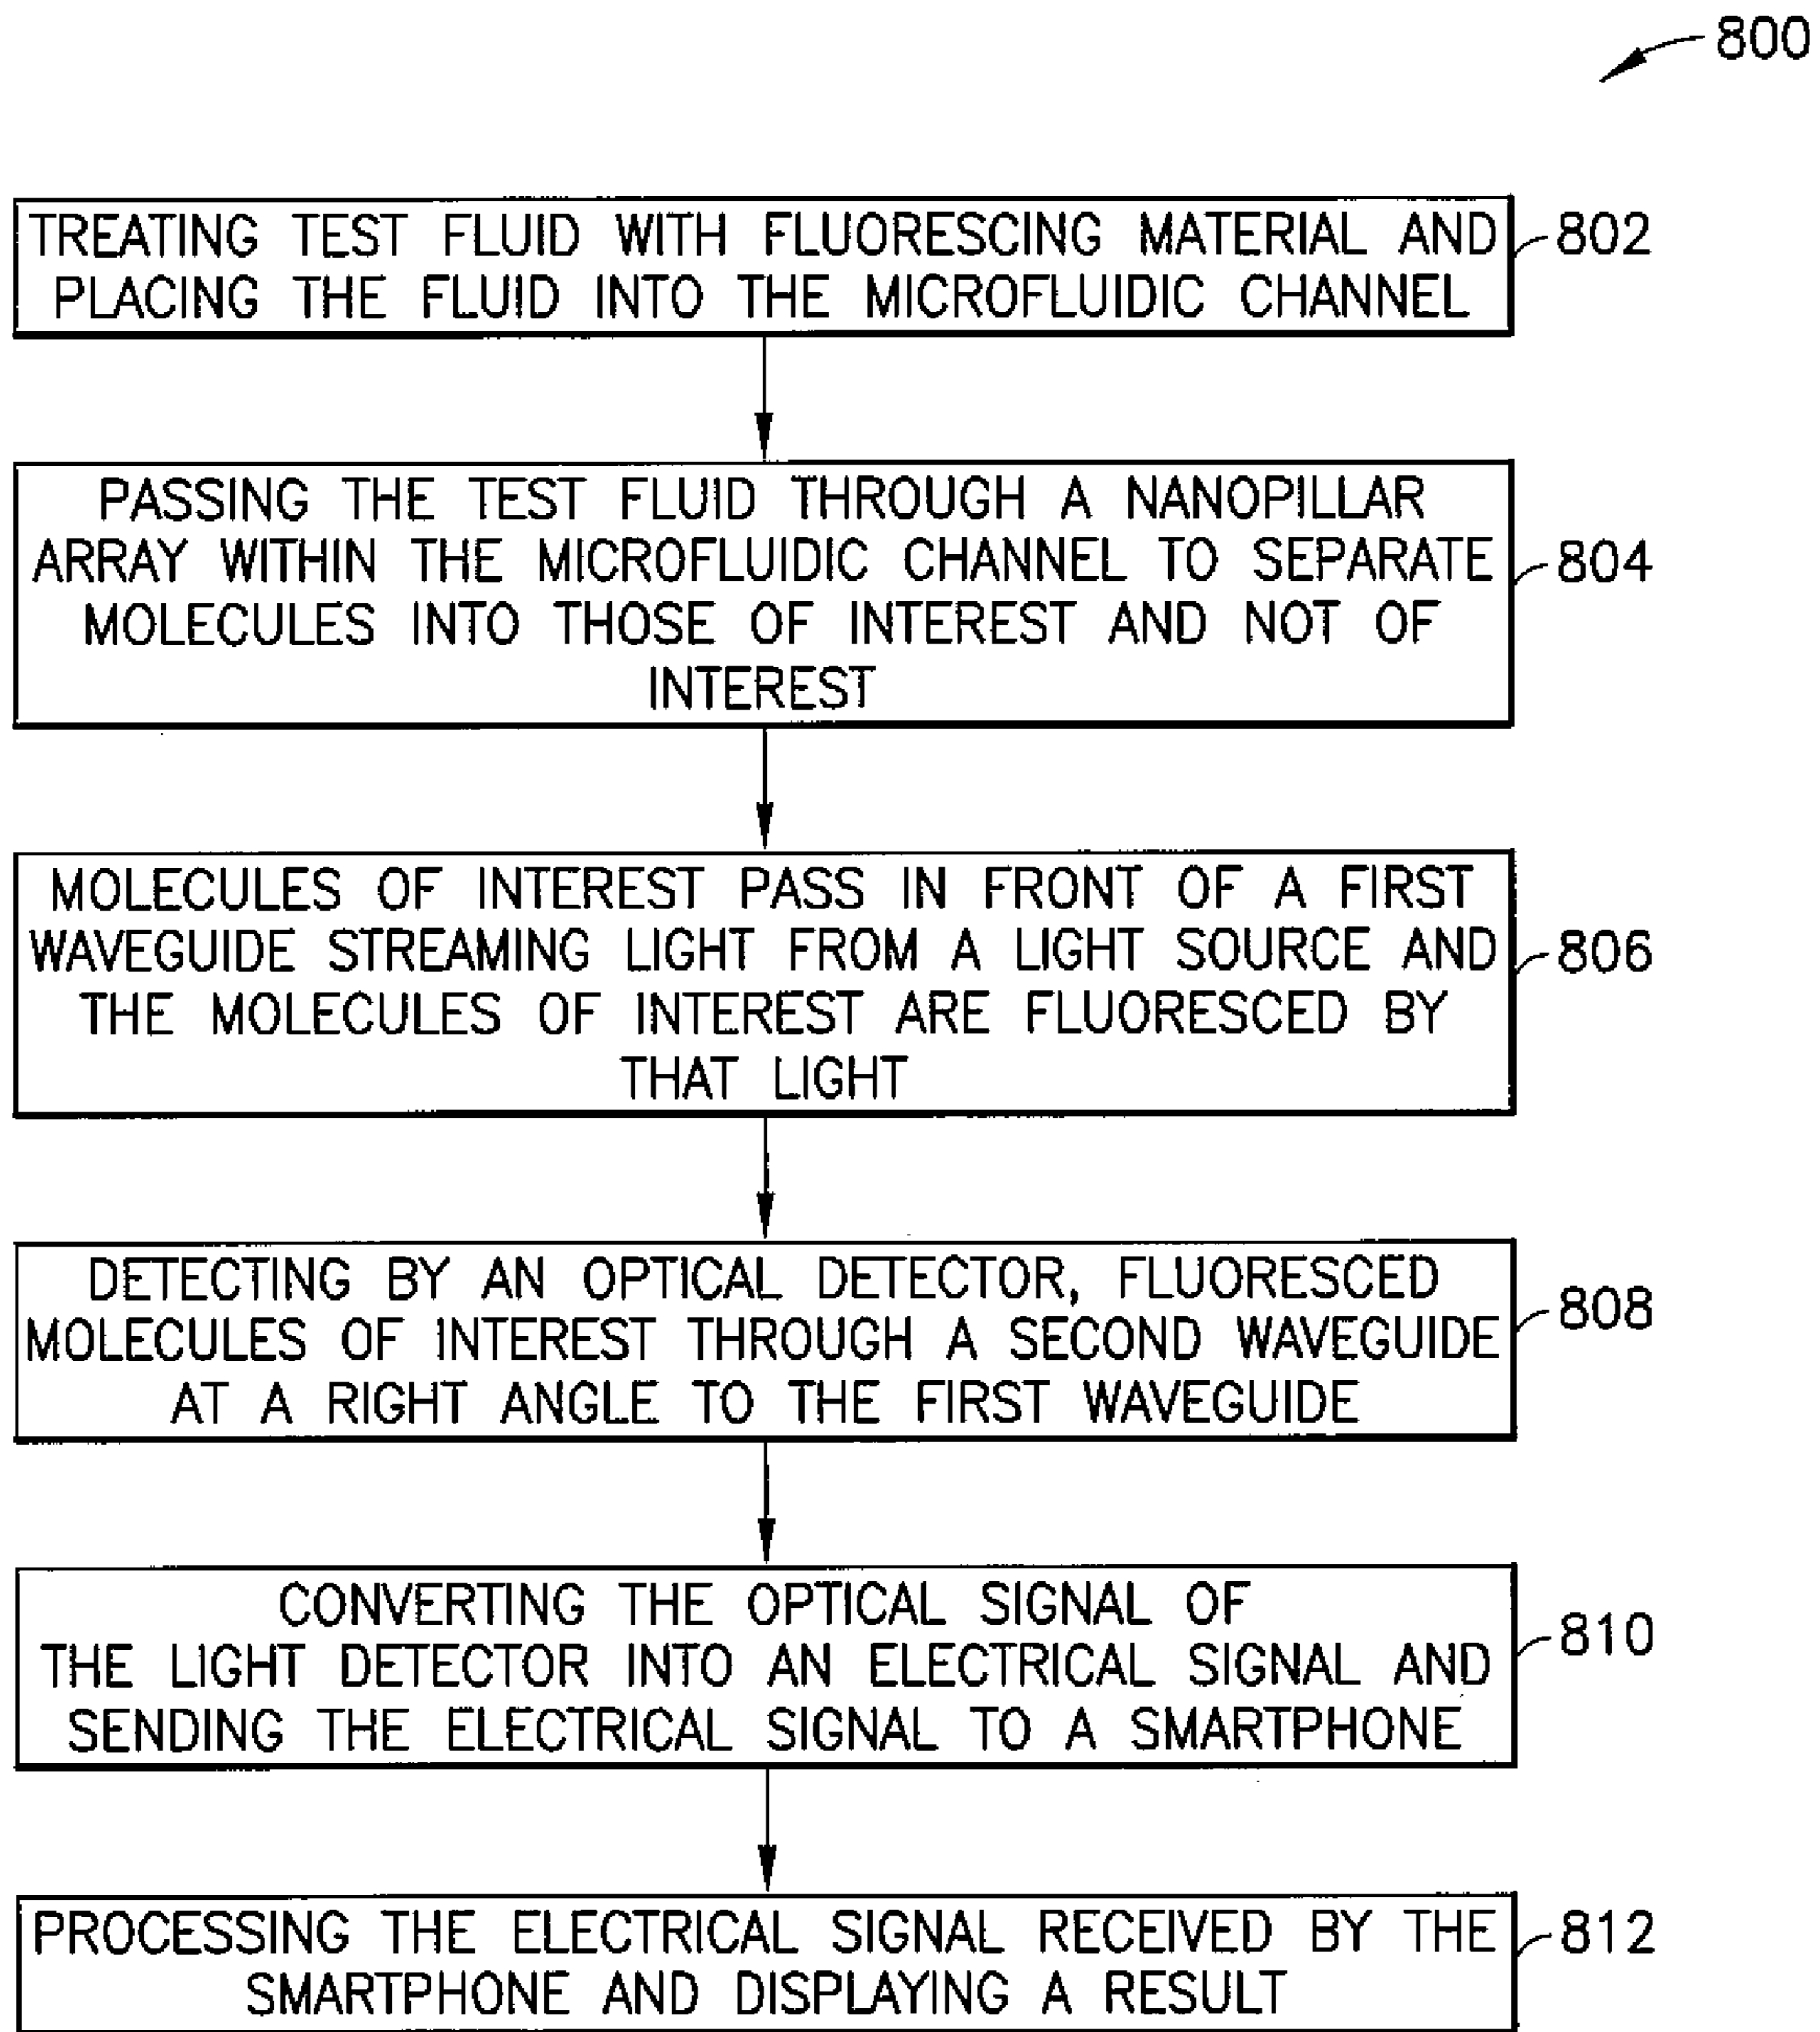 800
TREATING TEST FLUID WITH FLUORESCING MATERIAL AND
PLACING THE FLUID INTO THE MICROFLUIDIC CHANNEL
802
PASSING THE TEST FLUID THROUGH A NANOPILLAR
ARRAY WITHIN THE MICROFLUIDIC CHANNEL TO SEPARATE
MOLECULES INTO THOSE OF INTEREST AND NOT OF
INTEREST
804
MOLECULES OF INTEREST PASS IN FRONT OF A FIRST
WAVEGUIDE STREAMING LIGHT FROM A LIGHT SOURCE AND
THE MOLECULES OF INTEREST ARE FLUORESCED BY
THAT LIGHT
806
DETECTING BY AN OPTICAL DETECTOR, FLUORESCED
MOLECULES OF INTEREST THROUGH A SECOND WAVEGUIDE
AT A RIGHT ANGLE TO THE FIRST WAVEGUIDE
808
CONVERTING THE OPTICAL SIGNAL OF
THE LIGHT DETECTOR INTO AN ELECTRICAL SIGNAL AND
SENDING THE ELECTRICAL SIGNAL TO A SMARTPHONE
810
PROCESSING THE ELECTRICAL SIGNAL RECEIVED BY THE
SMARTPHONE AND DISPLAYING A RESULT
812